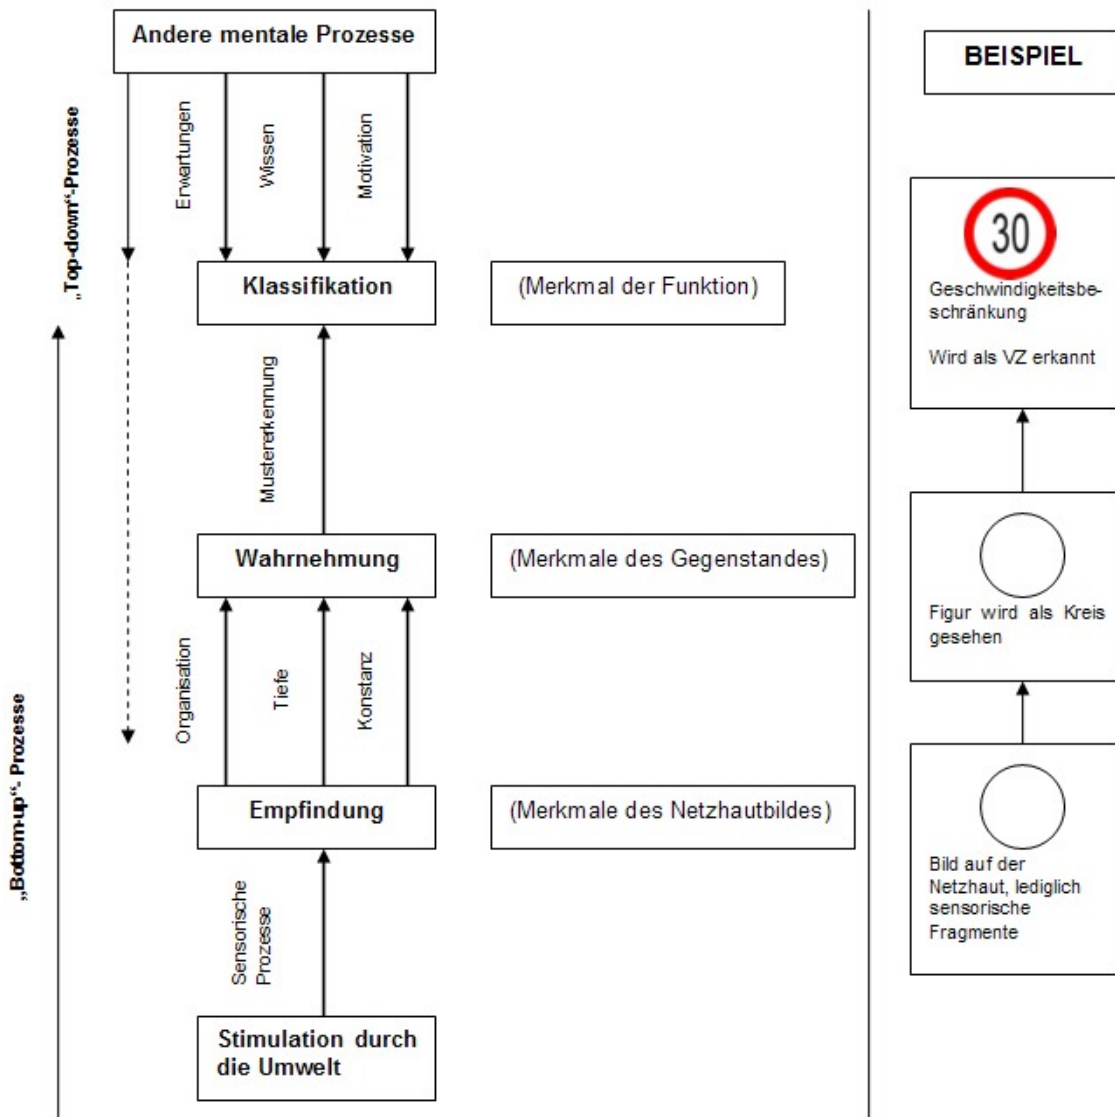 Andere mentale Prozesse
Erwartungen
Wissen
Motivation
„Top-down“-Prozesse
Klassifikation
(Merkmal der Funktion)
Mustererkennung
Wahrnehmung
(Merkmale des Gegenstandes)
Organisation
Tiefe
Konstanz
„Bottom-up“- Prozesse
Empfindung
(Merkmale des Netzhautbildes)
Sensorische
Prozesse
Stimulation durch
die Umwelt
BEISPIEL
30
Geschwindigkeitsbe-
schränkung
Wird als VZ erkannt
Figur wird als Kreis
gesehen
Bild auf der
Netzhaut, lediglich
sensorische
Fragmente